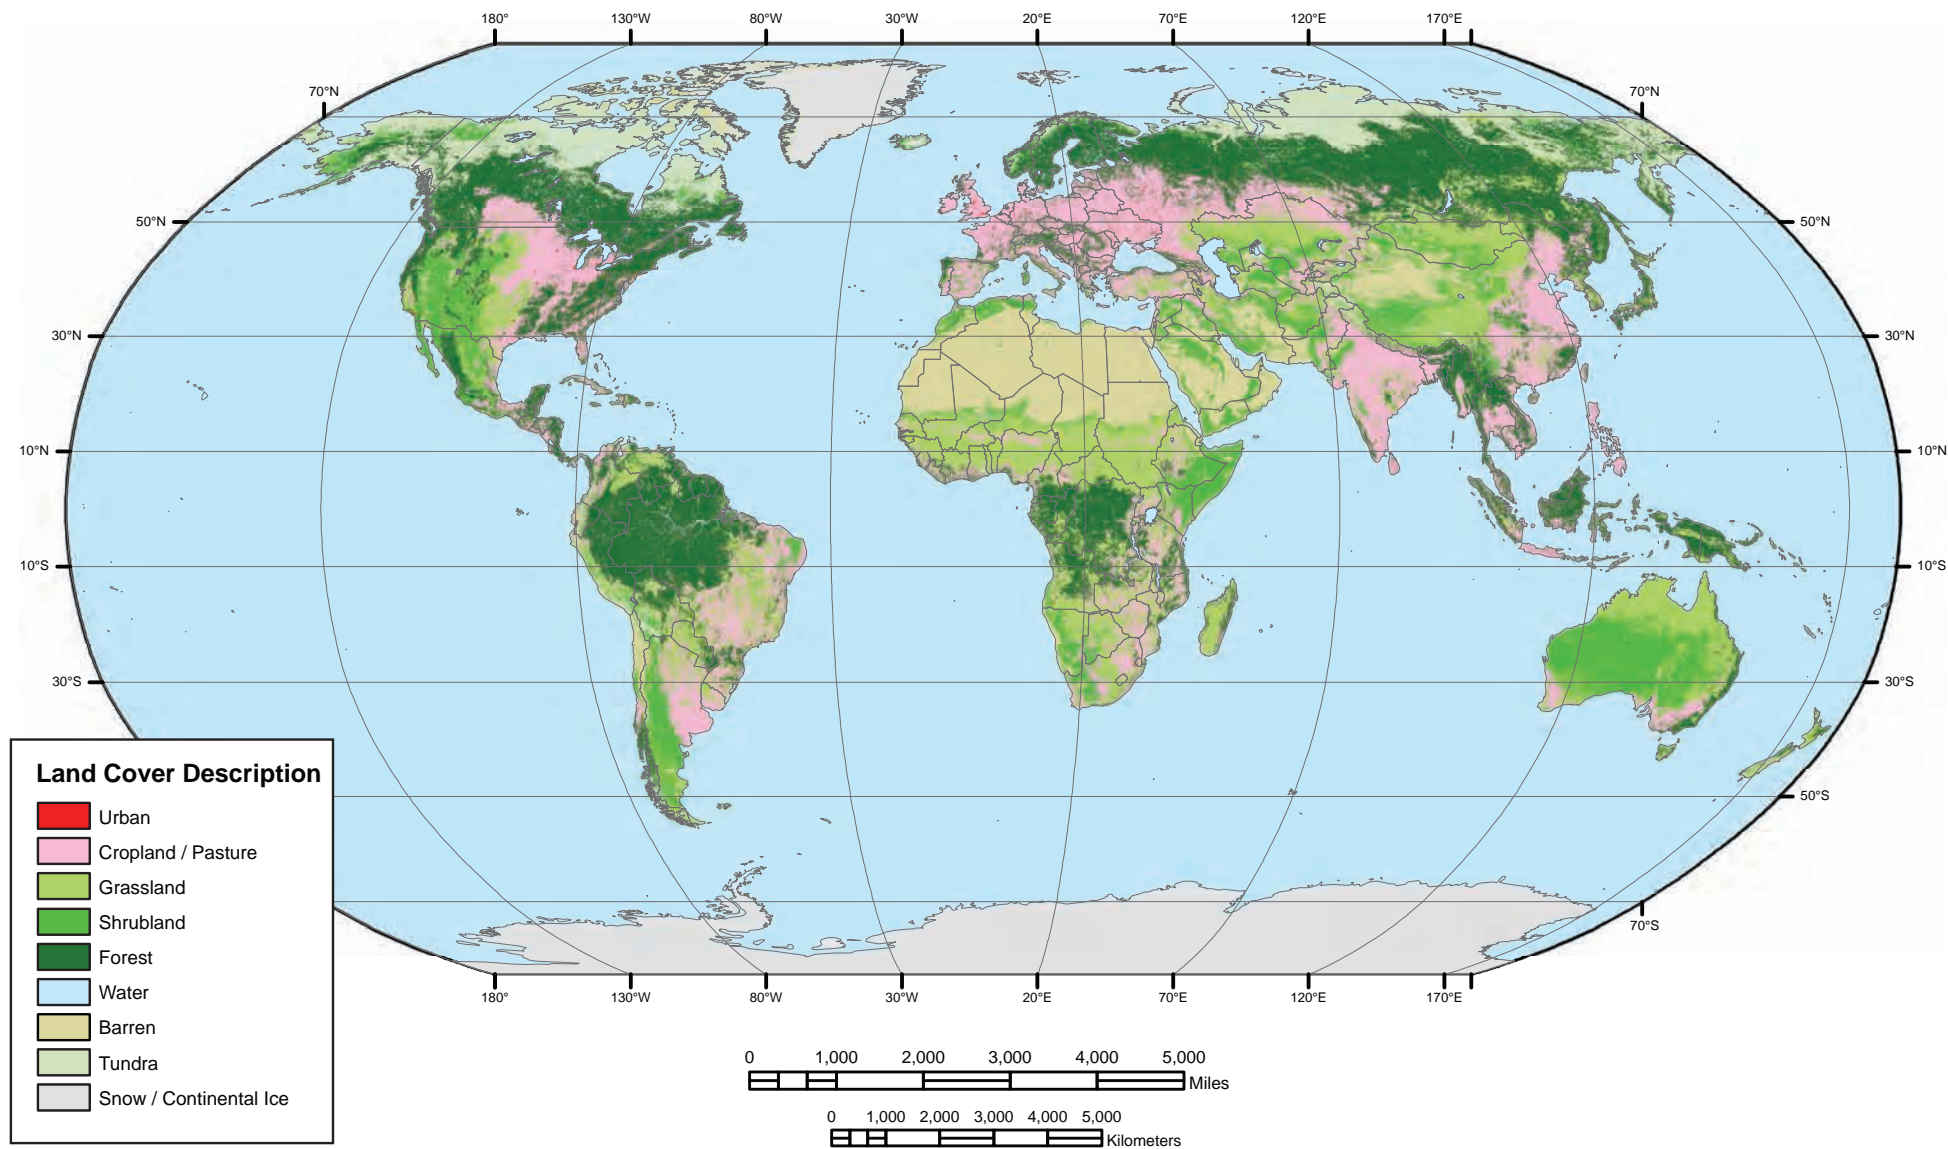 180° 130°W 80°W 30°W 20°E 70°E 120°E 170°E
70°N 70°N
50°N 50°N
30°N 30°N
10°N 10°N
10°S 10°S
30°S 30°S
50°S
70°S
Land Cover Description
Urban
Cropland / Pasture
Grassland
Shrubland
Forest
Water
Barren
Tundra
Snow / Continental Ice
180° 130°W 80°W 30°W 20°E 70°E 120°E 170°E
0 1,000 2,000 3,000 4,000 5,000
Miles
0 1,000 2,000 3,000 4,000 5,000
Kilometers